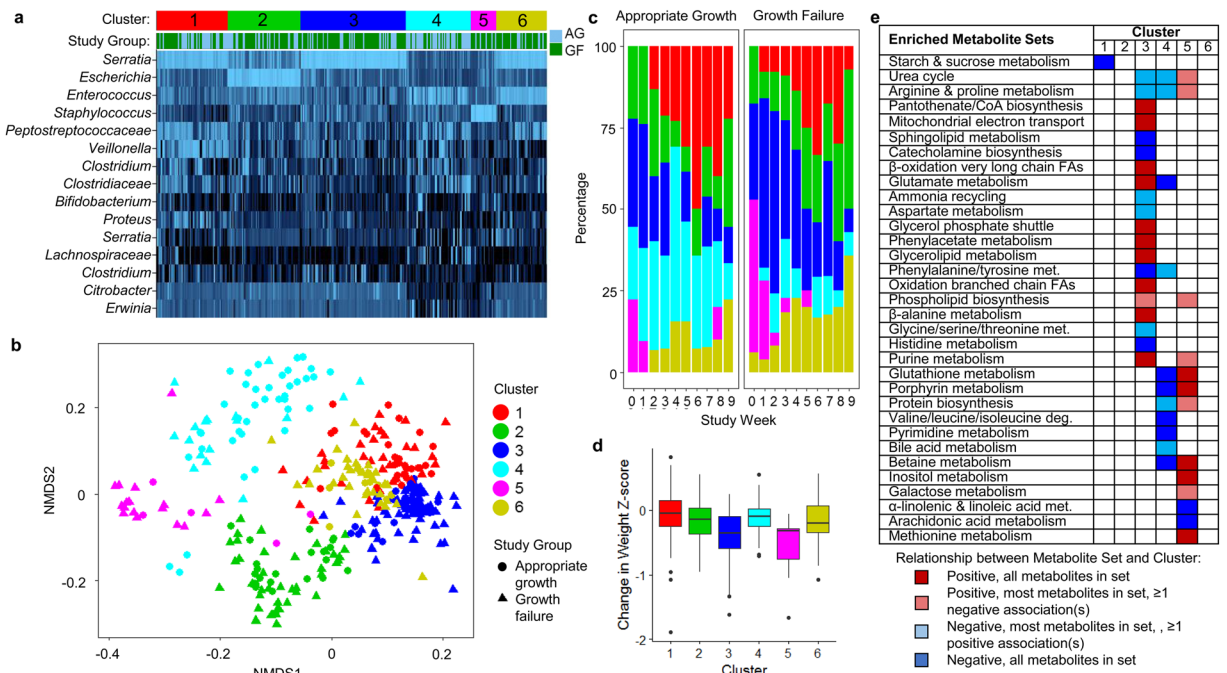 a
Cluster: 1 2 3 4 5 6
Study Group:
AG
GF
Serratia
Escherichia
Enterococcus
Staphylococcus
Peptostreptococcaceae
Veillonella
Clostridium
Clostridiaceae
Bifidobacterium
Proteus
Serratia
Lachnospiraceae
Clostridium
Citrobacter
Erwinia
b
NMDS2
0.2
0
-0.2
-0.4 -0.2 0 0.2
NMDS1
Cluster
1
2
3
4
5
6
Study Group
Appropriate
growth
Growth
failure
c
Appropriate Growth Growth Failure
Percentage
100
75
50
25
0
0 1 2 3 4 5 6 7 8 9 0 1 2 3 4 5 6 7 8 9
Study Week
d
Change in Weight Z-score
0
-1
-2
1 2 3 4 5 6
Cluster
e
Enriched Metabolite Sets
Cluster
1 2 3 4 5 6
Starch & sucrose metabolism
Urea cycle
Arginine & proline metabolism
Pantothenate/CoA biosynthesis
Mitochondrial electron transport
Sphingolipid metabolism
Catecholamine biosynthesis
β-oxidation very long chain FAs
Glutamate metabolism
Ammonia recycling
Aspartate metabolism
Glycerol phosphate shuttle
Phenylacetate metabolism
Glycerolipid metabolism
Phenylalanine/tyrosine met.
Oxidation branched chain FAs
Phospholipid biosynthesis
β-alanine metabolism
Glycine/serine/threonine met.
Histidine metabolism
Purine metabolism
Glutathione metabolism
Porphyrin metabolism
Protein biosynthesis
Valine/leucine/isoleucine deg.
Pyrimidine metabolism
Bile acid metabolism
Betaine metabolism
Inositol metabolism
Galactose metabolism
α-linolenic & linoleic acid met.
Arachidonic acid metabolism
Methionine metabolism
Relationship between Metabolite Set and Cluster:
Positive, all metabolites in set
Positive, most metabolites in set, ≥1
negative association(s)
Negative, most metabolites in set, , ≥1
positive association(s)
Negative, all metabolites in set